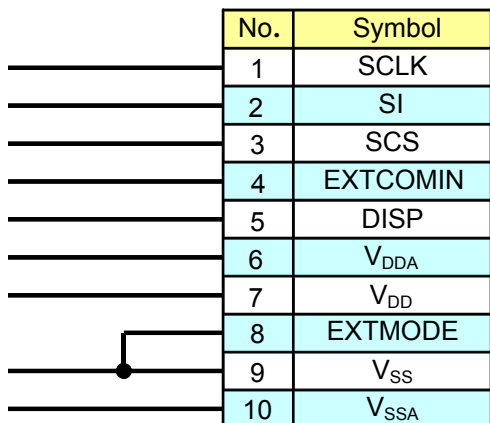 No. Symbol
1 SCLK
2 SI
3 SCS
4 EXTCOMIN
5 DISP
6 VDDA
7 VDD
8 EXTMODE
9 VSS
10 VSSA